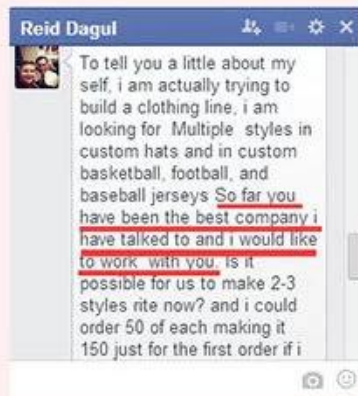 Reid Dagul
To tell you a little about my
self, i am actually trying to
build a clothing line, i am
looking for Multiple styles in
custom hats and in custom
basketball, football, and
baseball jerseys So far you
have been the best company i
have talked to and i would like
to work with you. Is it
possible for us to make 2-3
styles rite now? and i could
order 50 of each making it
150 just for the first order if i